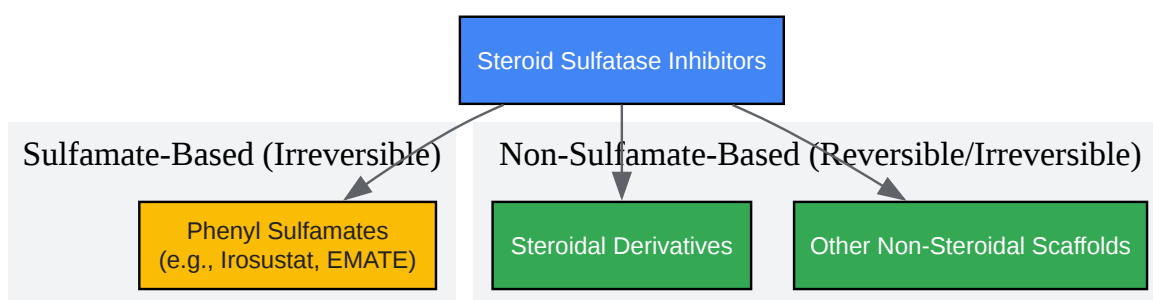 Steroid Sulfatase Inhibitors
Sulfamate-Based (Irreversible)
Non-Sulfamate-Based (Reversible/Irreversible)
Phenyl Sulfamates
(e.g., Irosustat, EMATE)
Steroidal Derivatives
Other Non-Steroidal Scaffolds